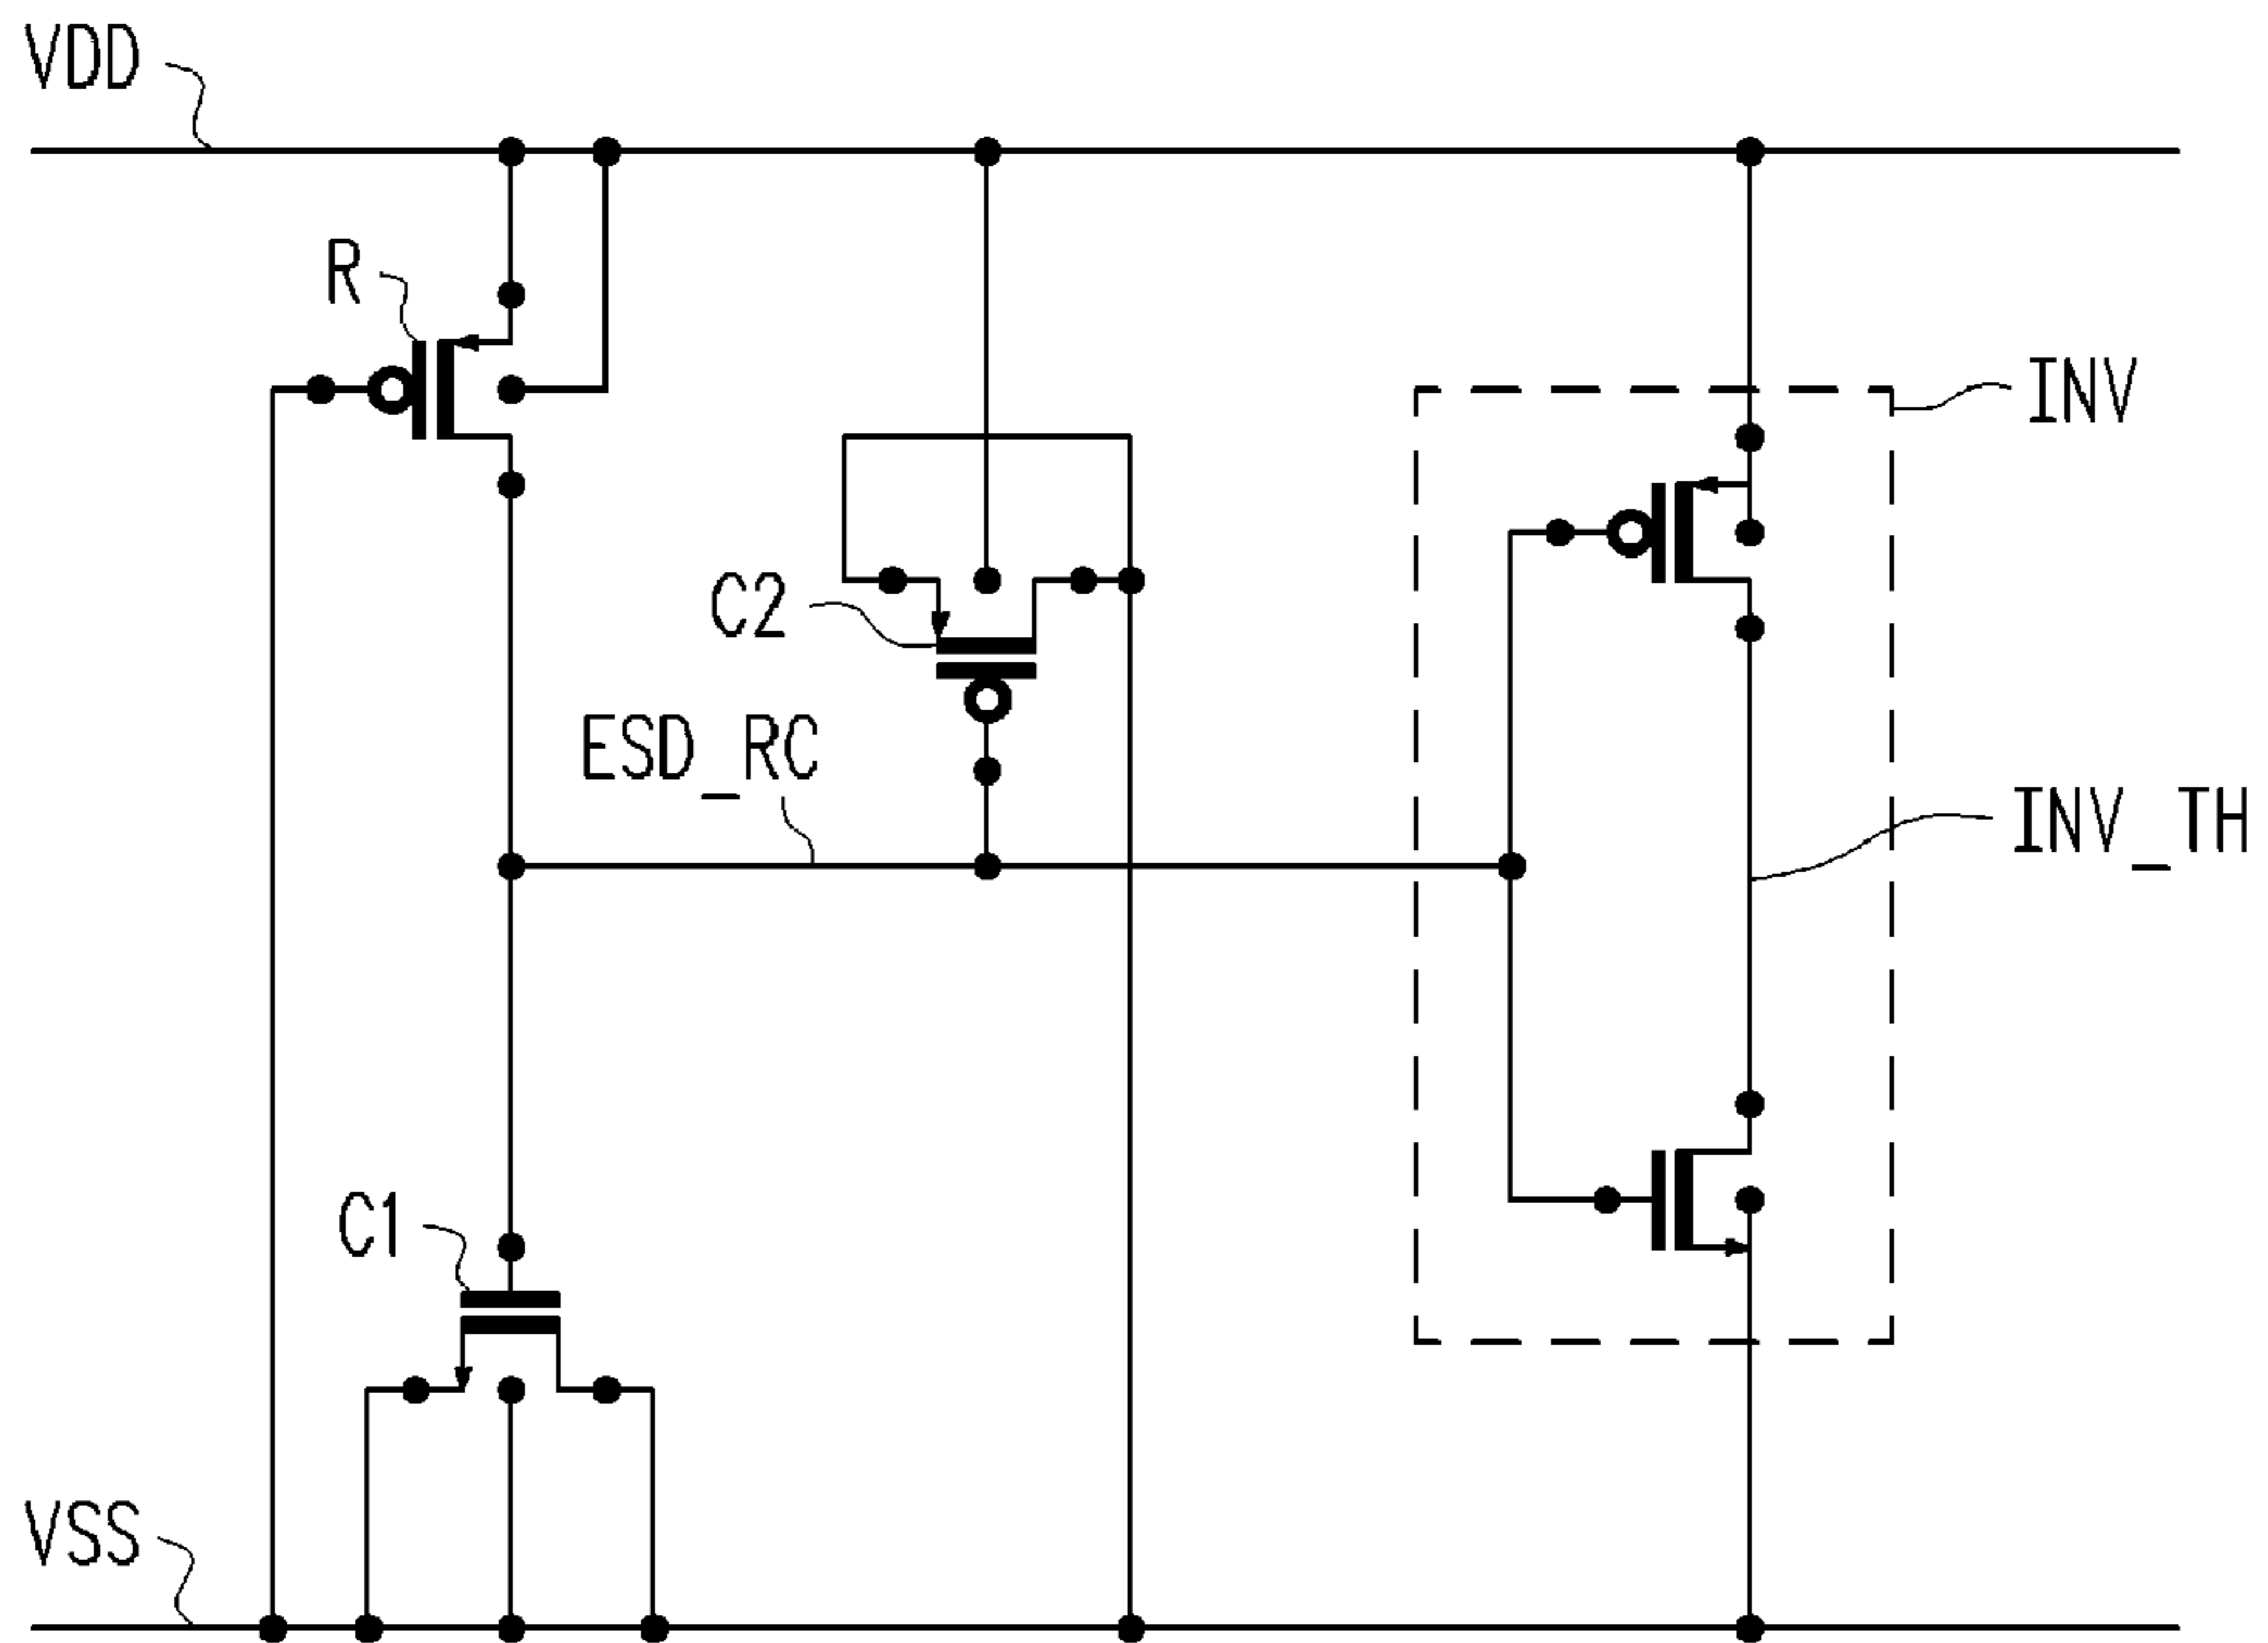 VDD
R
INV
C2
ESD_RC
INV_TH
C1
VSS